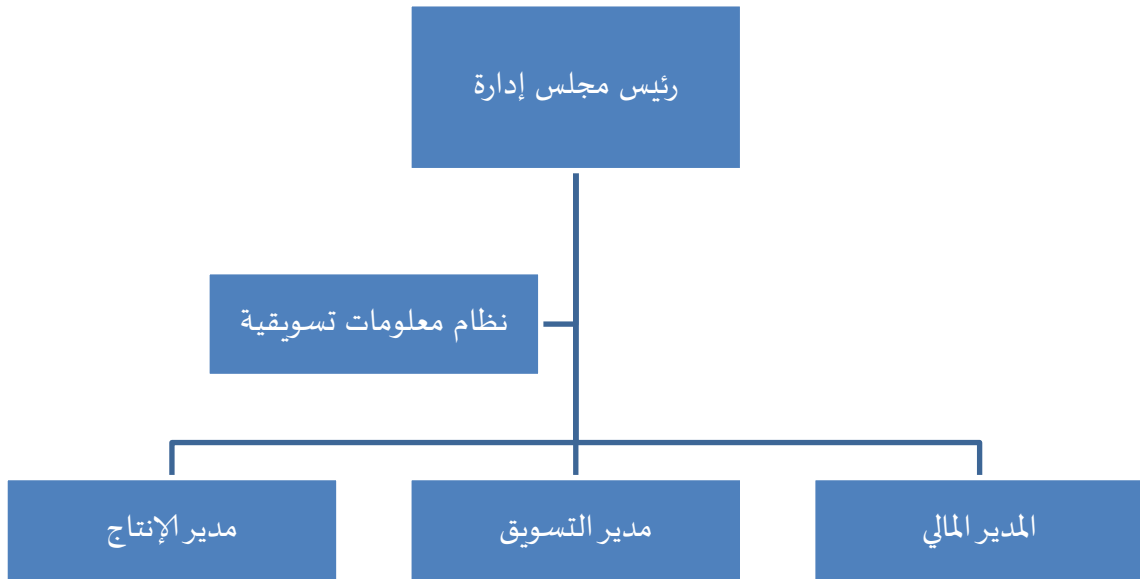 رئيس مجلس إدارة
نظام معلومات تسويقية
المدير المالي
مدير التسويق
مدير الإنتاج